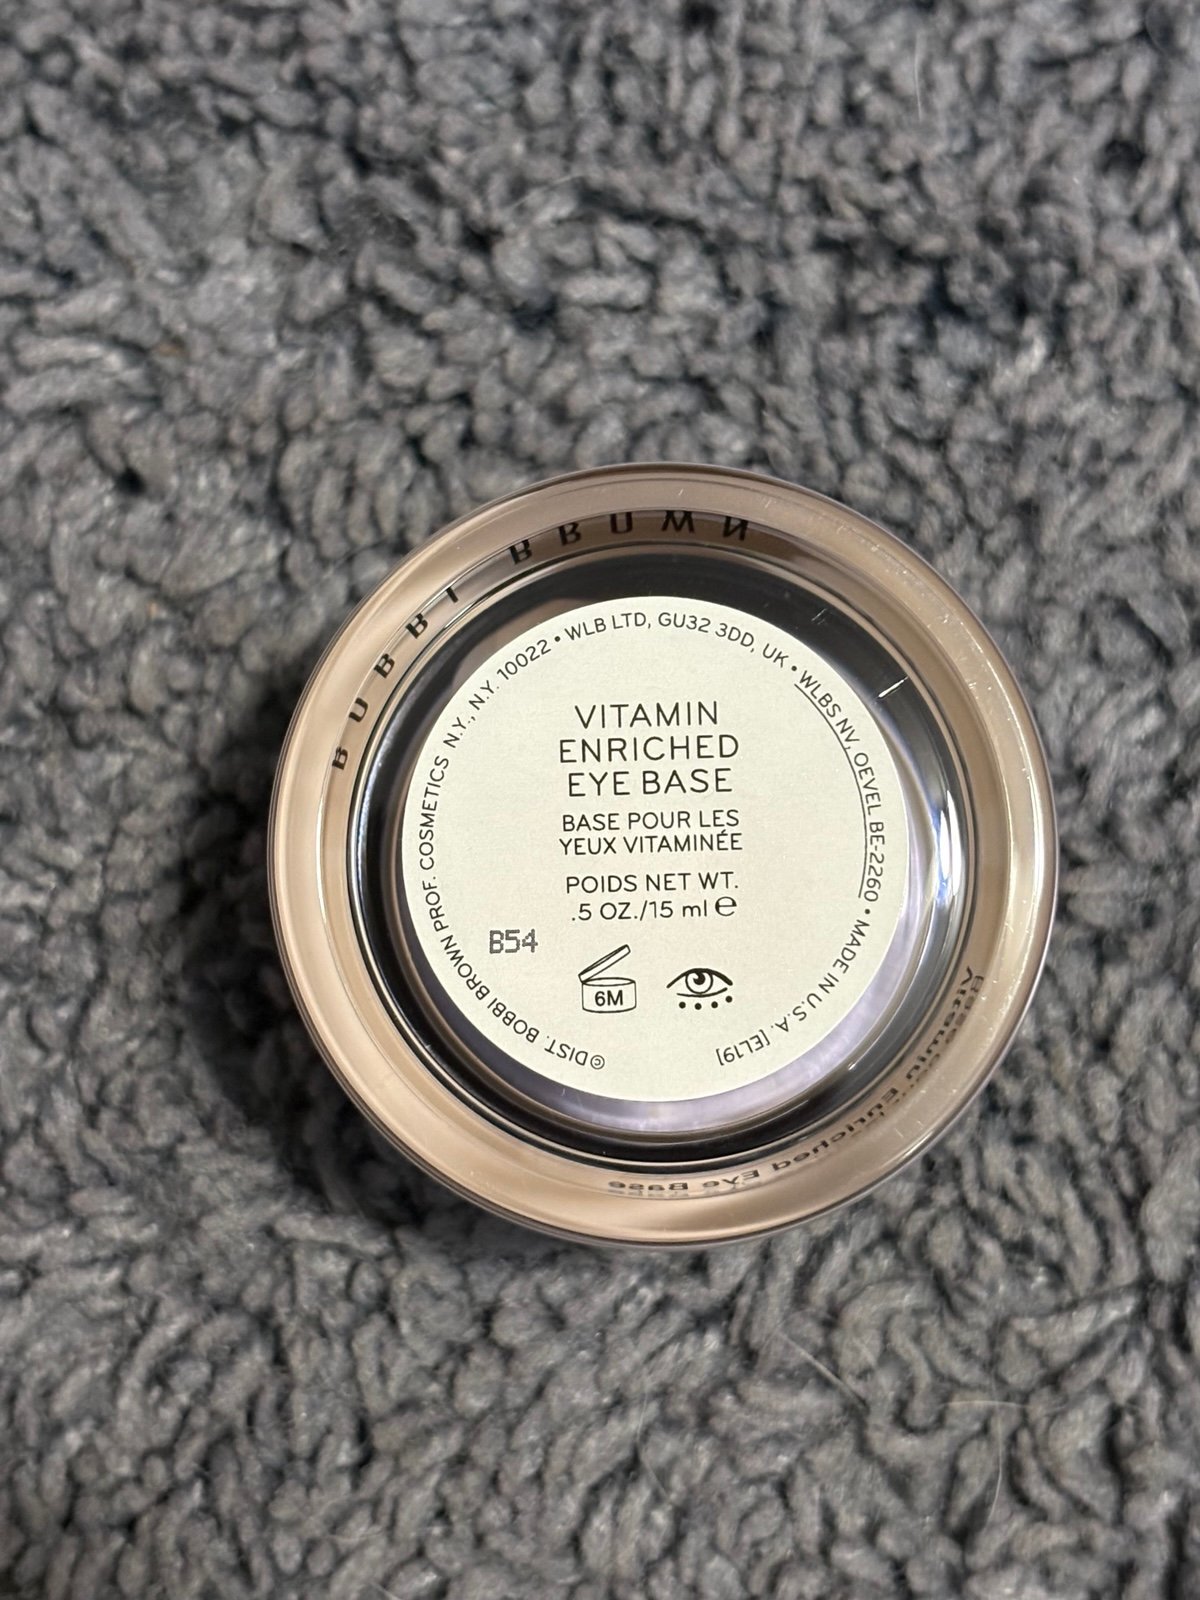 BOBBI BROWN
VITAMIN
ENRICHED
EYE BASE
BASE POUR LES
YEUX VITAMINÉE
POIDS NET WT.
.5 OZ./15 ml ℮
B54
6M
©DIST. BOBBI BROWN PROF. COSMETICS N.Y., N.Y. 10022 • WLB LTD, GU32 3DD, UK • WLBS NV, OEVEL BE-2260 • MADE IN U.S.A. [EL19]
Vitamin Enriched Eye Base